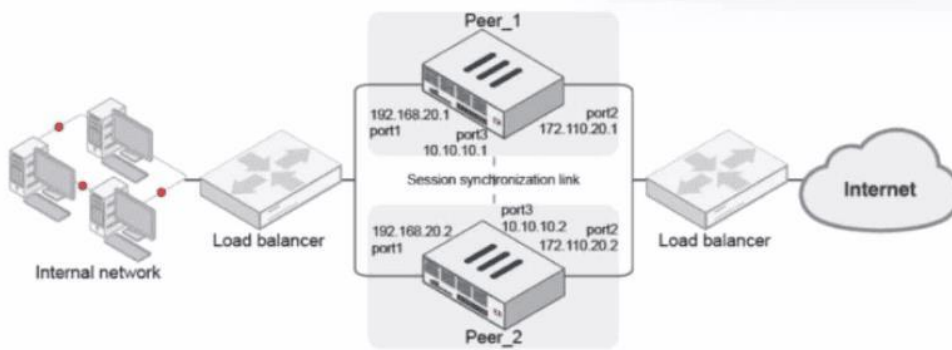 Peer_1
192.168.20.1
port1
port3
10.10.10.1
port2
172.110.20.1
Session synchronization link
Internal network
Load balancer
Load balancer
Internet
192.168.20.2
port1
port3
10.10.10.2
port2
172.110.20.2
Peer_2